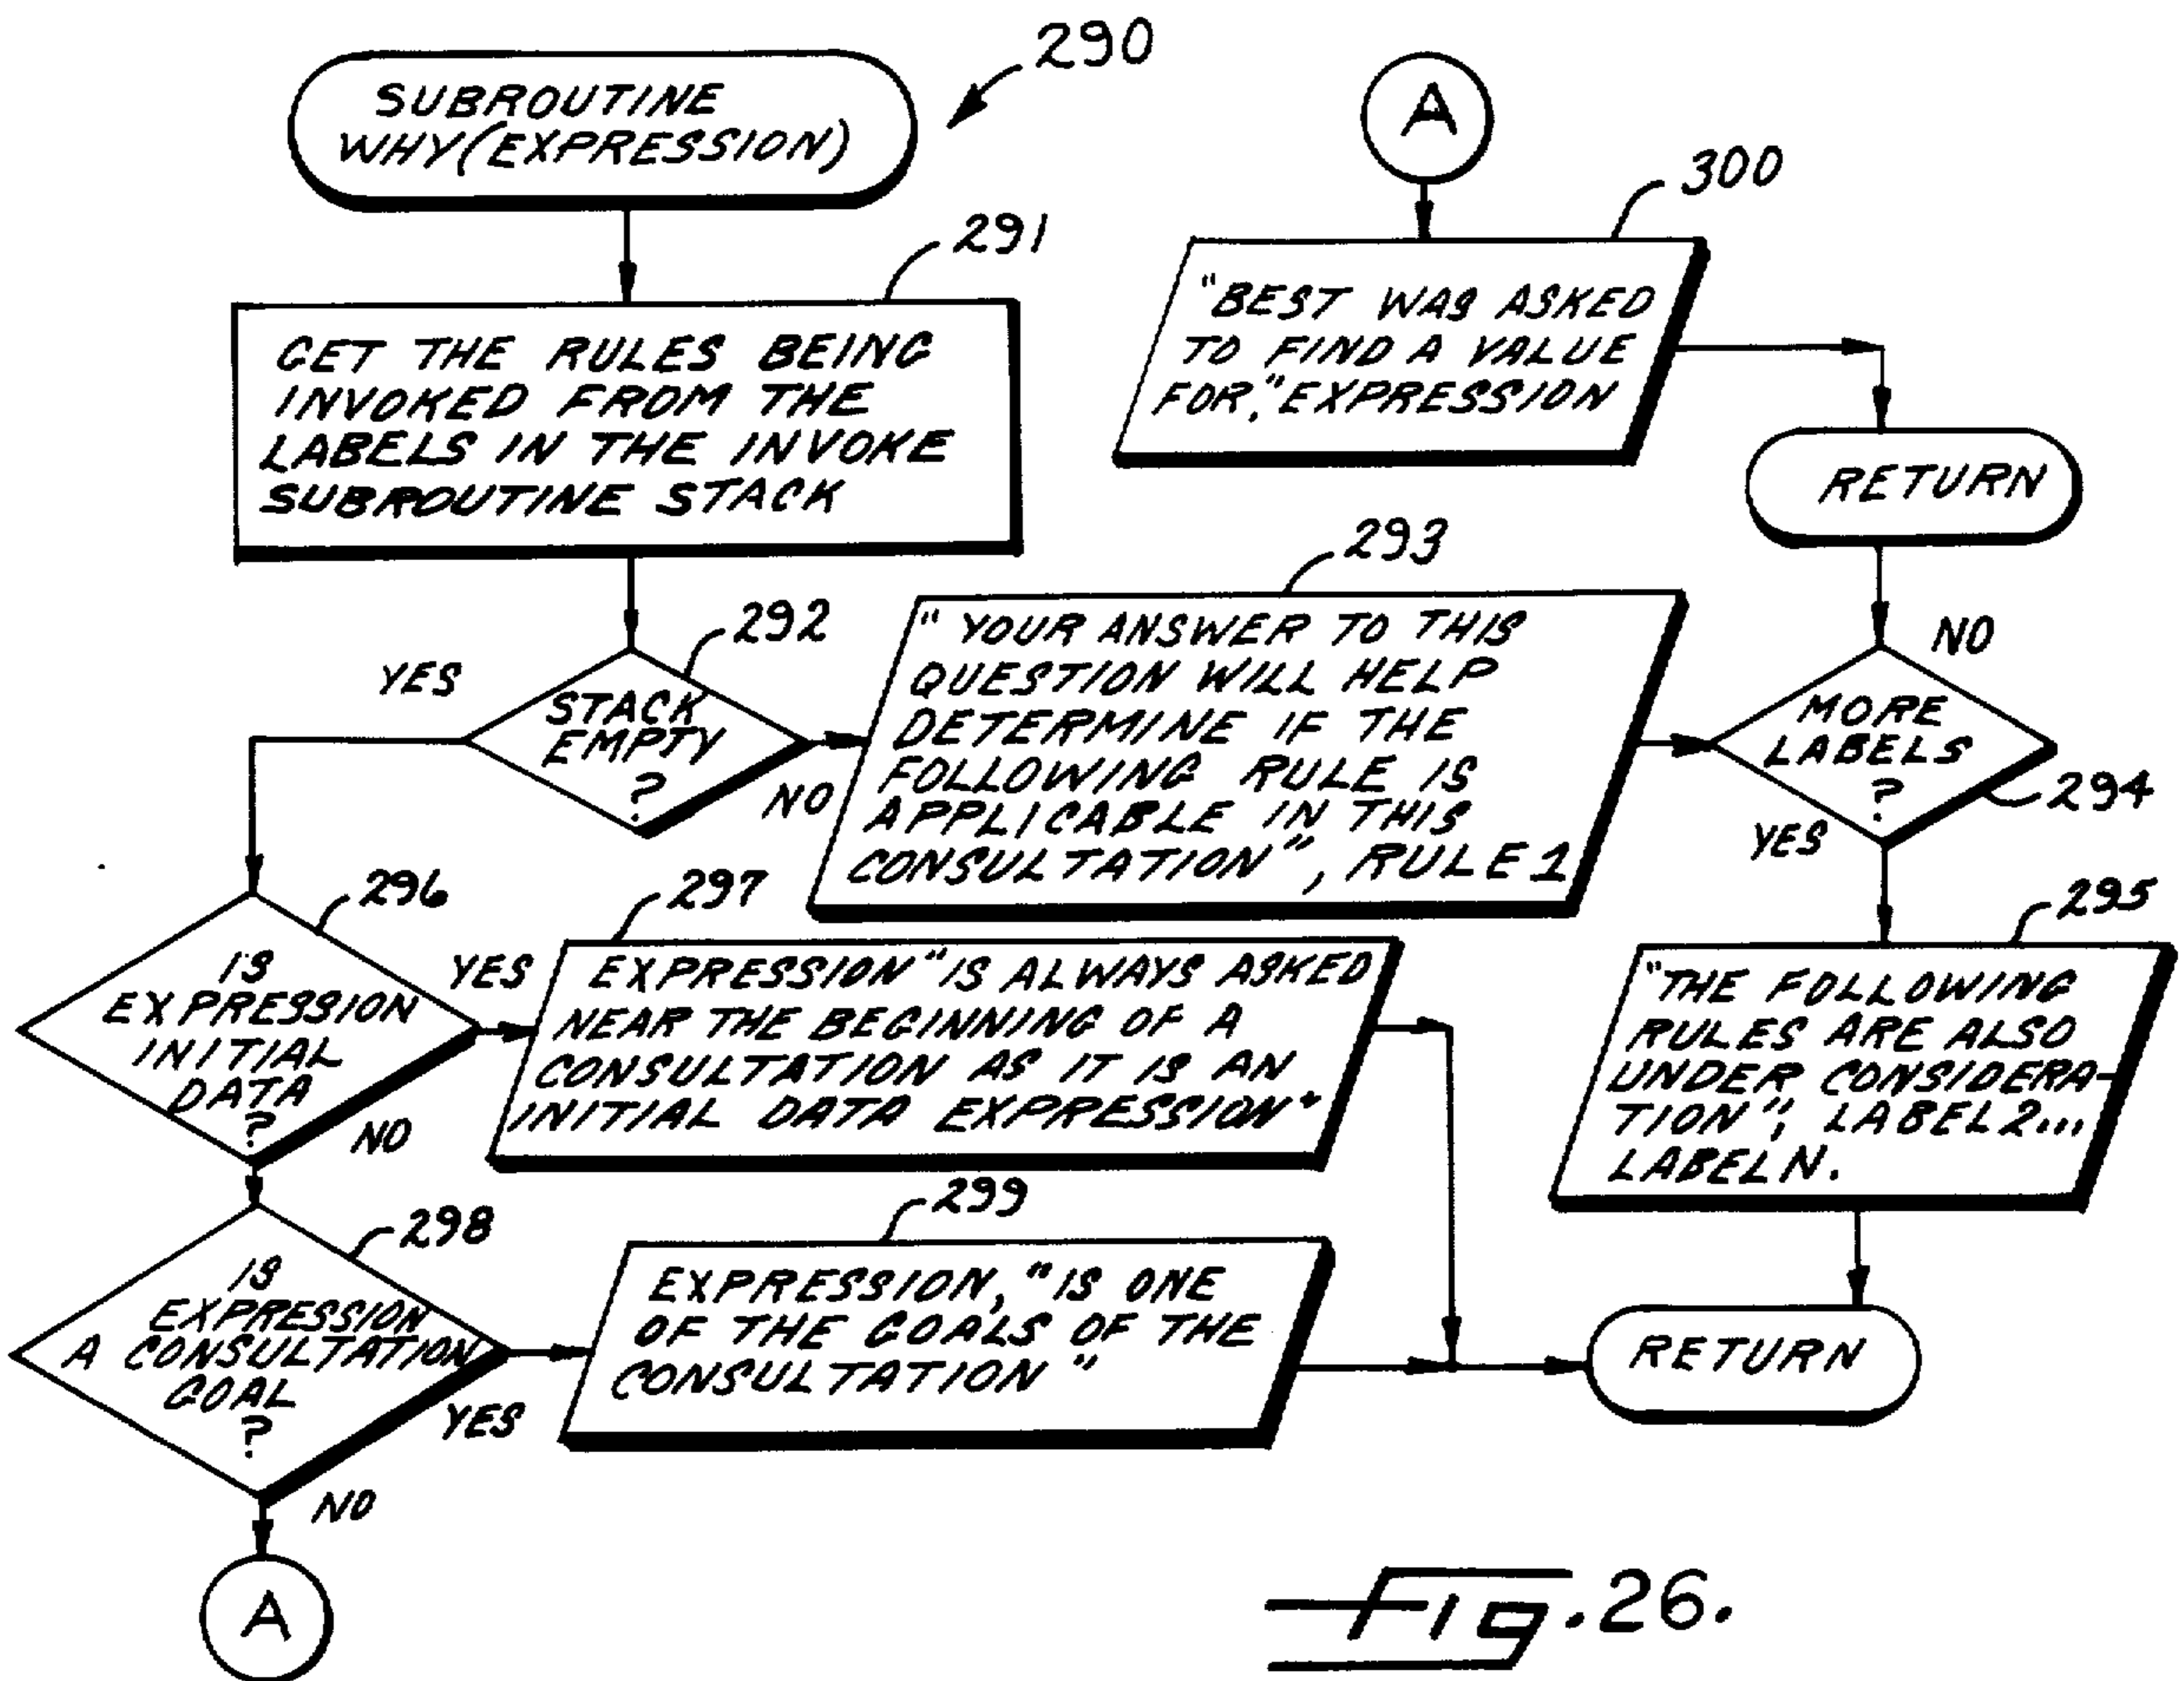 290
SUBROUTINE
WHY(EXPRESSION)
291
GET THE RULES BEING
INVOKED FROM THE
LABELS IN THE INVOKE
SUBROUTINE STACK
292
STACK
EMPTY
?
YES
NO
293
" YOUR ANSWER TO THIS
QUESTION WILL HELP
DETERMINE IF THE
FOLLOWING RULE IS
APPLICABLE IN THIS
CONSULTATION", RULE 1
296
IS
EXPRESSION
INITIAL
DATA
?
YES
NO
297
EXPRESSION "IS ALWAYS ASKED
NEAR THE BEGINNING OF A
CONSULTATION AS IT IS AN
INITIAL DATA EXPRESSION"
298
IS
EXPRESSION
A CONSULTATION
GOAL
?
YES
NO
299
EXPRESSION, "IS ONE
OF THE GOALS OF THE
CONSULTATION "
A
A
300
"BEST WAS ASKED
TO FIND A VALUE
FOR," EXPRESSION
RETURN
NO
MORE
LABELS
?
294
YES
295
"THE FOLLOWING
RULES ARE ALSO
UNDER CONSIDERA-
TION", LABEL 2...
LABEL N.
RETURN
Fig. 26.